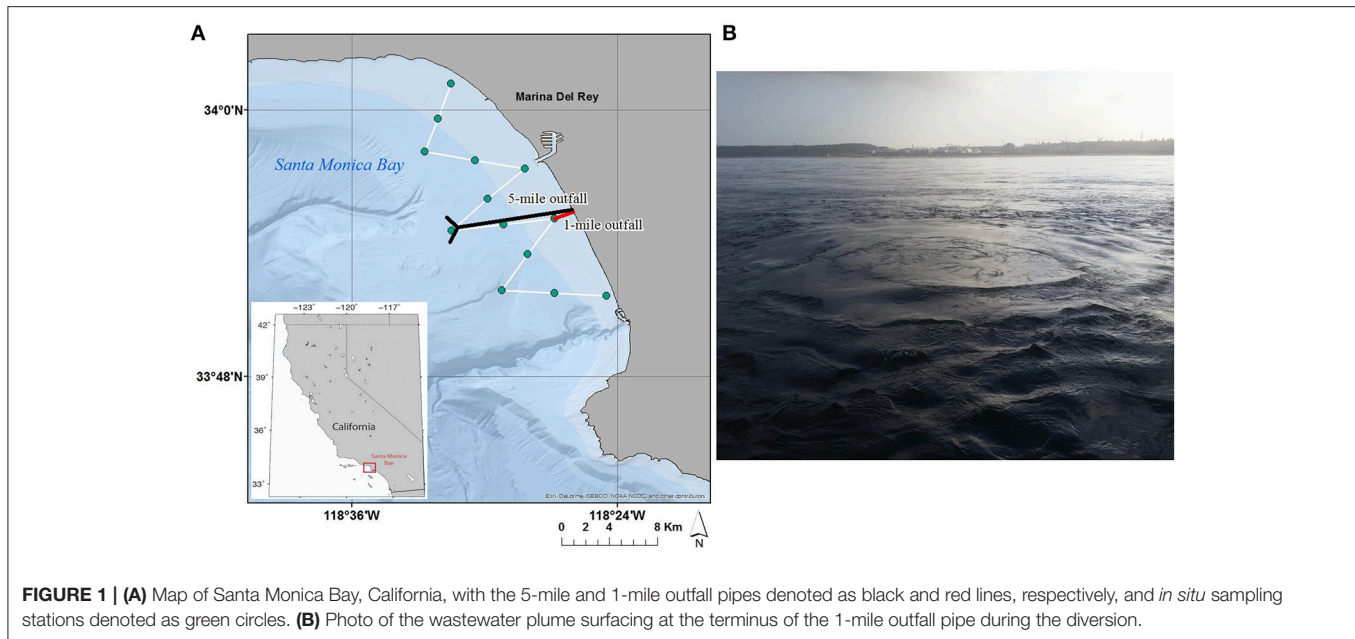 A
B
34°0'N
Marina Del Rey
Santa Monica Bay
5-mile outfall
1-mile outfall
−123 −120 −117
42°
39°
36°
33°
California
Santa Monica
Bay
33°48'N
Esri, DeLorme, GEBCO, NOAA NGDC, and other contributors
118°36'W
118°24'W
0 2 4 8 Km
N
FIGURE 1 | (A) Map of Santa Monica Bay, California, with the 5-mile and 1-mile outfall pipes denoted as black and red lines, respectively, and in situ sampling
stations denoted as green circles. (B) Photo of the wastewater plume surfacing at the terminus of the 1-mile outfall pipe during the diversion.